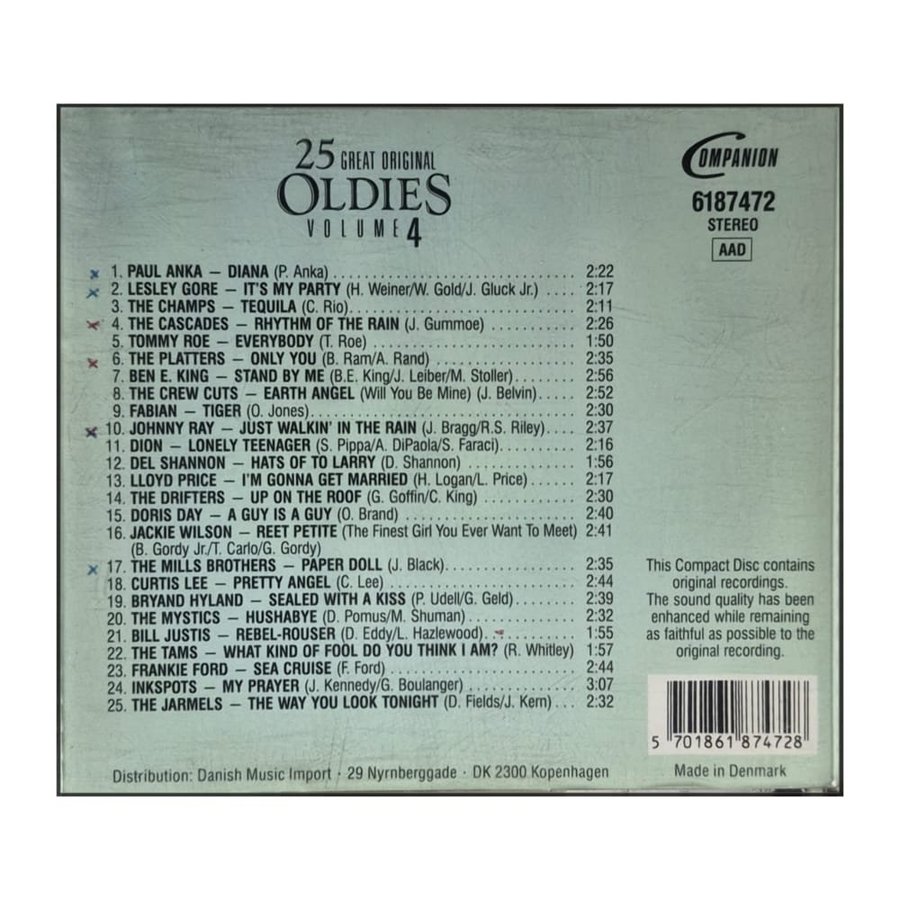 25 GREAT ORIGINAL
OLDIES
VOLUME 4
COMPANION
6187472
STEREO
AAD
1. PAUL ANKA – DIANA (P. Anka) 2:22
2. LESLEY GORE – IT'S MY PARTY (H. Weiner/W. Gold/J. Gluck Jr.) 2:17
3. THE CHAMPS – TEQUILA (C. Rio) 2:11
4. THE CASCADES – RHYTHM OF THE RAIN (J. Gummoe) 2:26
5. TOMMY ROE – EVERYBODY (T. Roe) 1:50
6. THE PLATTERS – ONLY YOU (B. Ram/A. Rand) 2:35
7. BEN E. KING – STAND BY ME (B.E. King/J. Leiber/M. Stoller) 2:56
8. THE CREW CUTS – EARTH ANGEL (Will You Be Mine) (J. Belvin) 2:52
9. FABIAN – TIGER (O. Jones) 2:30
10. JOHNNY RAY – JUST WALKIN' IN THE RAIN (J. Bragg/R.S. Riley) 2:37
11. DION – LONELY TEENAGER (S. Pippa/A. DiPaola/S. Faraci) 2:16
12. DEL SHANNON – HATS OF TO LARRY (D. Shannon) 1:56
13. LLOYD PRICE – I'M GONNA GET MARRIED (H. Logan/L. Price) 2:17
14. THE DRIFTERS – UP ON THE ROOF (G. Goffin/C. King) 2:30
15. DORIS DAY – A GUY IS A GUY (O. Brand) 2:40
16. JACKIE WILSON – REET PETITE (The Finest Girl You Ever Want To Meet) 2:41
(B. Gordy Jr./T. Carlo/G. Gordy)
17. THE MILLS BROTHERS – PAPER DOLL (J. Black) 2:35
18. CURTIS LEE – PRETTY ANGEL (C. Lee) 2:44
19. BRYAND HYLAND – SEALED WITH A KISS (P. Udell/G. Geld) 2:39
20. THE MYSTICS – HUSHABYE (D. Pomus/M. Shuman) 2:32
21. BILL JUSTIS – REBEL-ROUSER (D. Eddy/L. Hazlewood) 1:55
22. THE TAMS – WHAT KIND OF FOOL DO YOU THINK I AM? (R. Whitley) 1:57
23. FRANKIE FORD – SEA CRUISE (F. Ford) 2:44
24. INKSPOTS – MY PRAYER (J. Kennedy/G. Boulanger) 3:07
25. THE JARMELS – THE WAY YOU LOOK TONIGHT (D. Fields/J. Kern) 2:32
This Compact Disc contains
original recordings.
The sound quality has been
enhanced while remaining
as faithful as possible to the
original recording.
5 701861 874728
Distribution: Danish Music Import · 29 Nyrnberggade · DK 2300 Kopenhagen
Made in Denmark